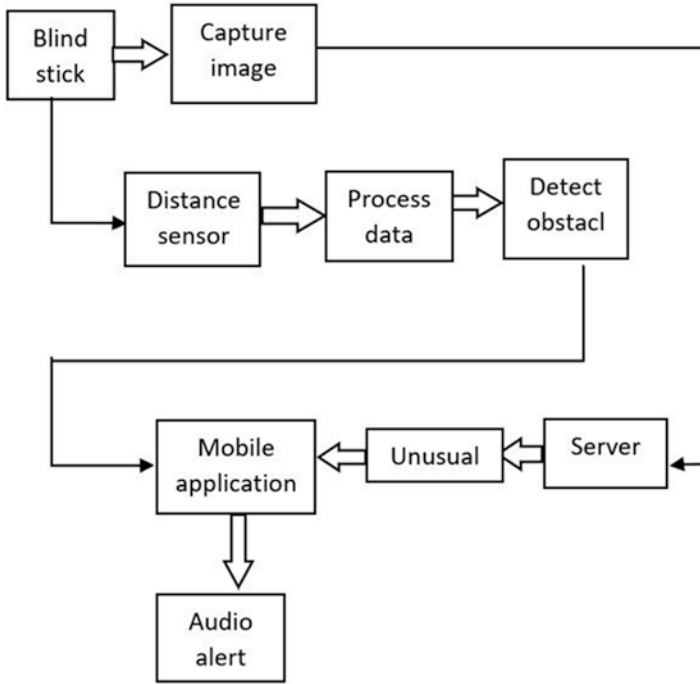 Blind
stick
Capture
image
Distance
sensor
Process
data
Detect
obstacl
Mobile
application
Unusual
Server
Audio
alert